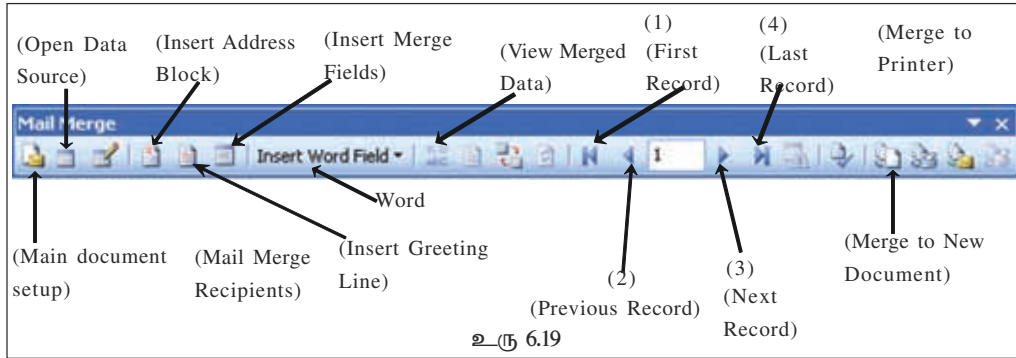 (Open Data
Source)
(Insert Address
Block)
(Insert Merge
Fields)
(View Merged
Data)
(1)
(First
Record)
(4)
(Last
Record)
(Merge to
Printer)
Mail Merge
Insert Word Field
1
Word
(Main document
setup)
(Mail Merge
Recipients)
(Insert Greeting
Line)
(2)
(Previous Record)
(3)
(Next
Record)
(Merge to New
Document)
உரு 6.19